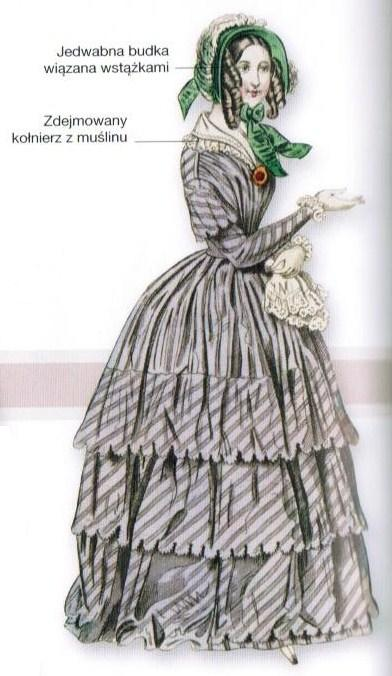 Jedwabna budka
wiązana wstążkami
Zdejmowany
kołnierz z muślinu